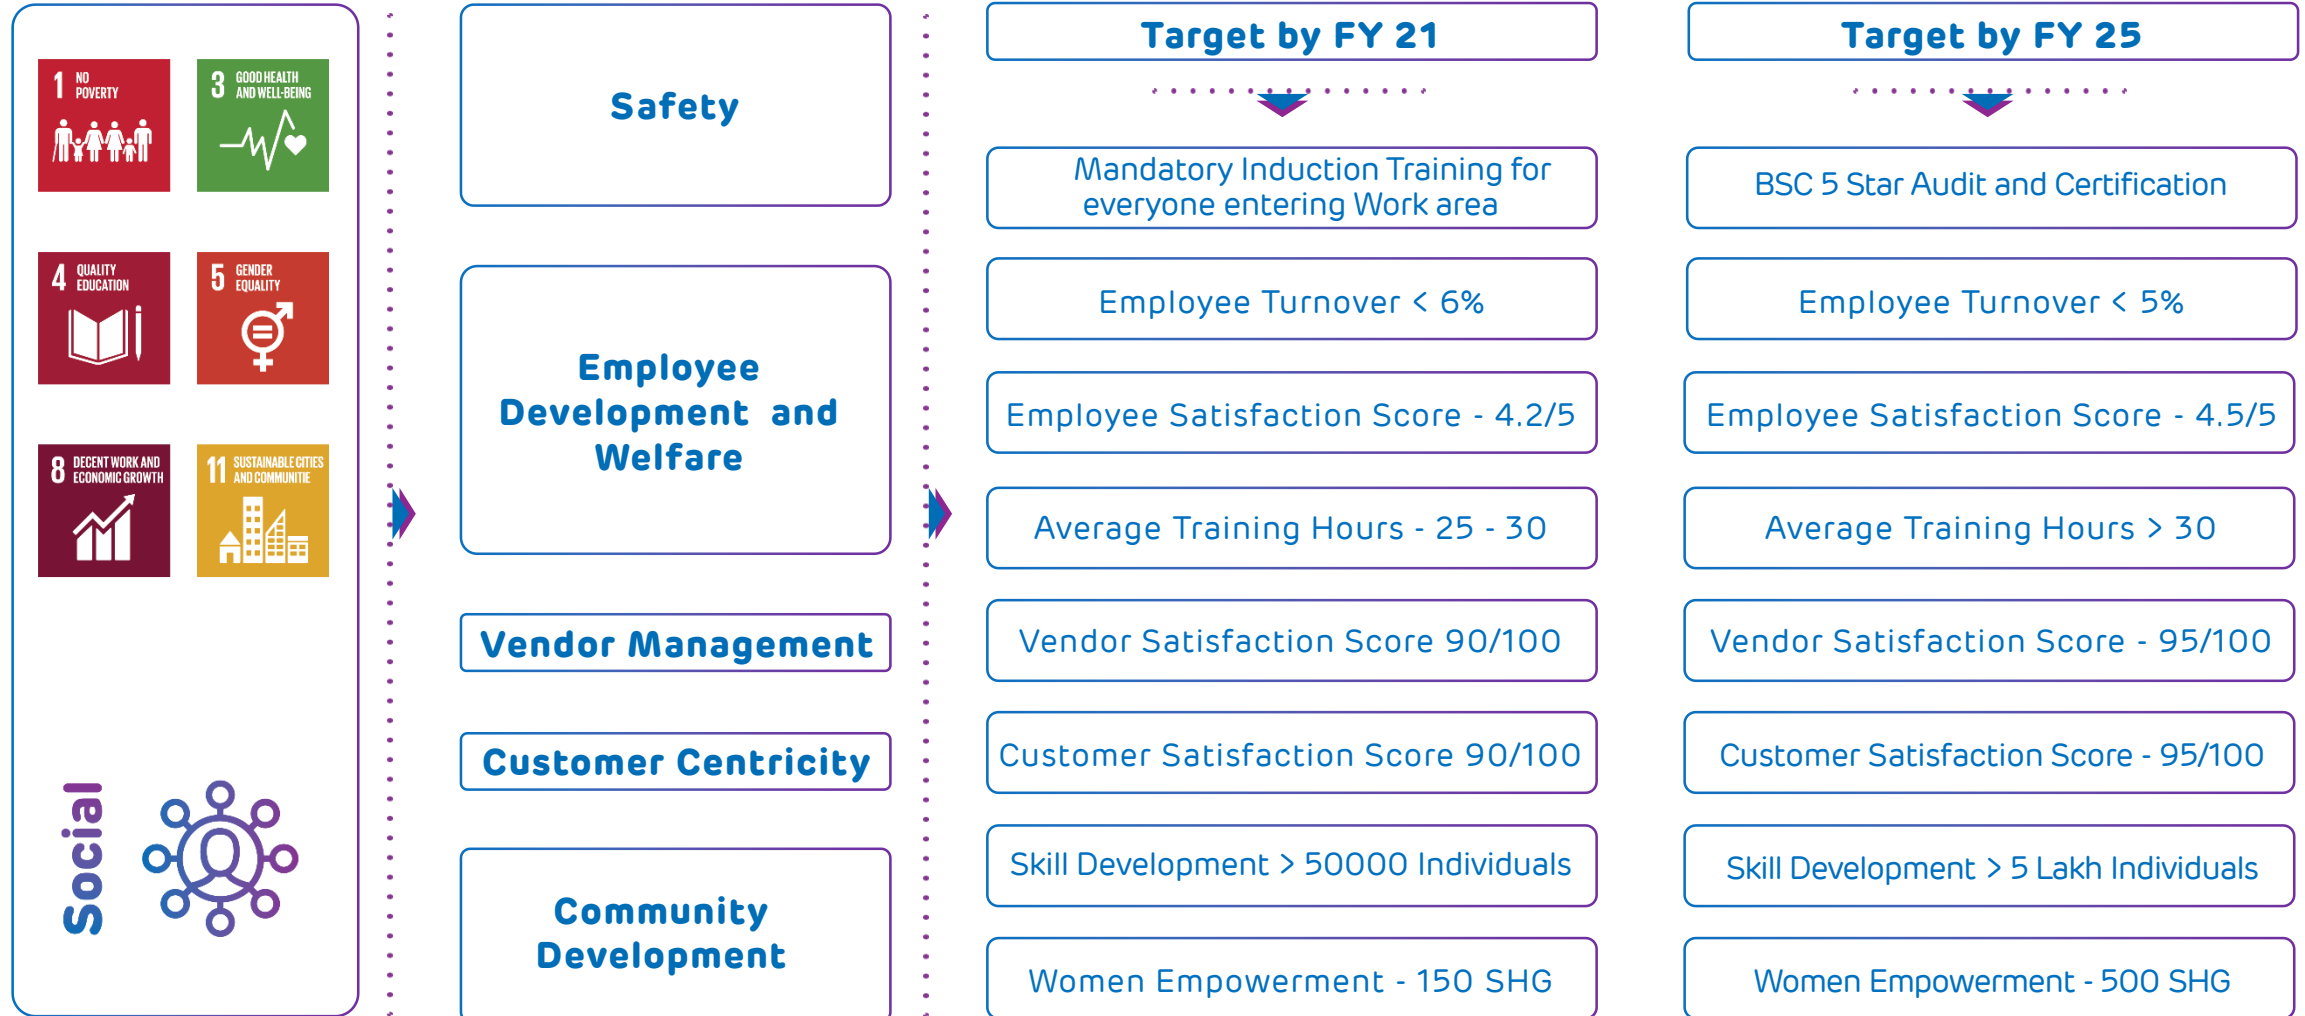 1 NO
POVERTY
3 GOOD HEALTH
AND WELL-BEING
4 QUALITY
EDUCATION
5 GENDER
EQUALITY
8 DECENT WORK AND
ECONOMIC GROWTH
11 SUSTAINABLE CITIES
AND COMMUNITIE
Social
Safety
Employee
Development and
Welfare
Vendor Management
Customer Centricity
Community
Development
Target by FY 21
Mandatory Induction Training for
everyone entering Work area
Employee Turnover < 6%
Employee Satisfaction Score - 4.2/5
Average Training Hours - 25 - 30
Vendor Satisfaction Score 90/100
Customer Satisfaction Score 90/100
Skill Development > 50000 Individuals
Women Empowerment - 150 SHG
Target by FY 25
BSC 5 Star Audit and Certification
Employee Turnover < 5%
Employee Satisfaction Score - 4.5/5
Average Training Hours > 30
Vendor Satisfaction Score - 95/100
Customer Satisfaction Score - 95/100
Skill Development > 5 Lakh Individuals
Women Empowerment - 500 SHG